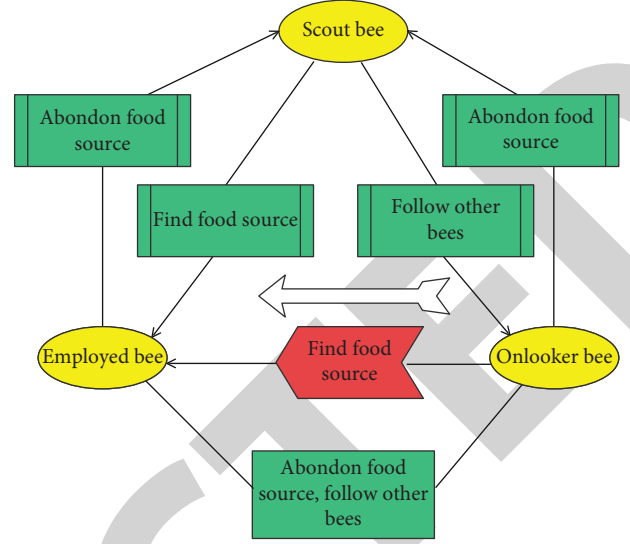 Scout bee
Abondon food
source
Abondon food
source
Find food source
Follow other
bees
Employed bee
Find food
source
Onlooker bee
Abondon food
source, follow other
bees